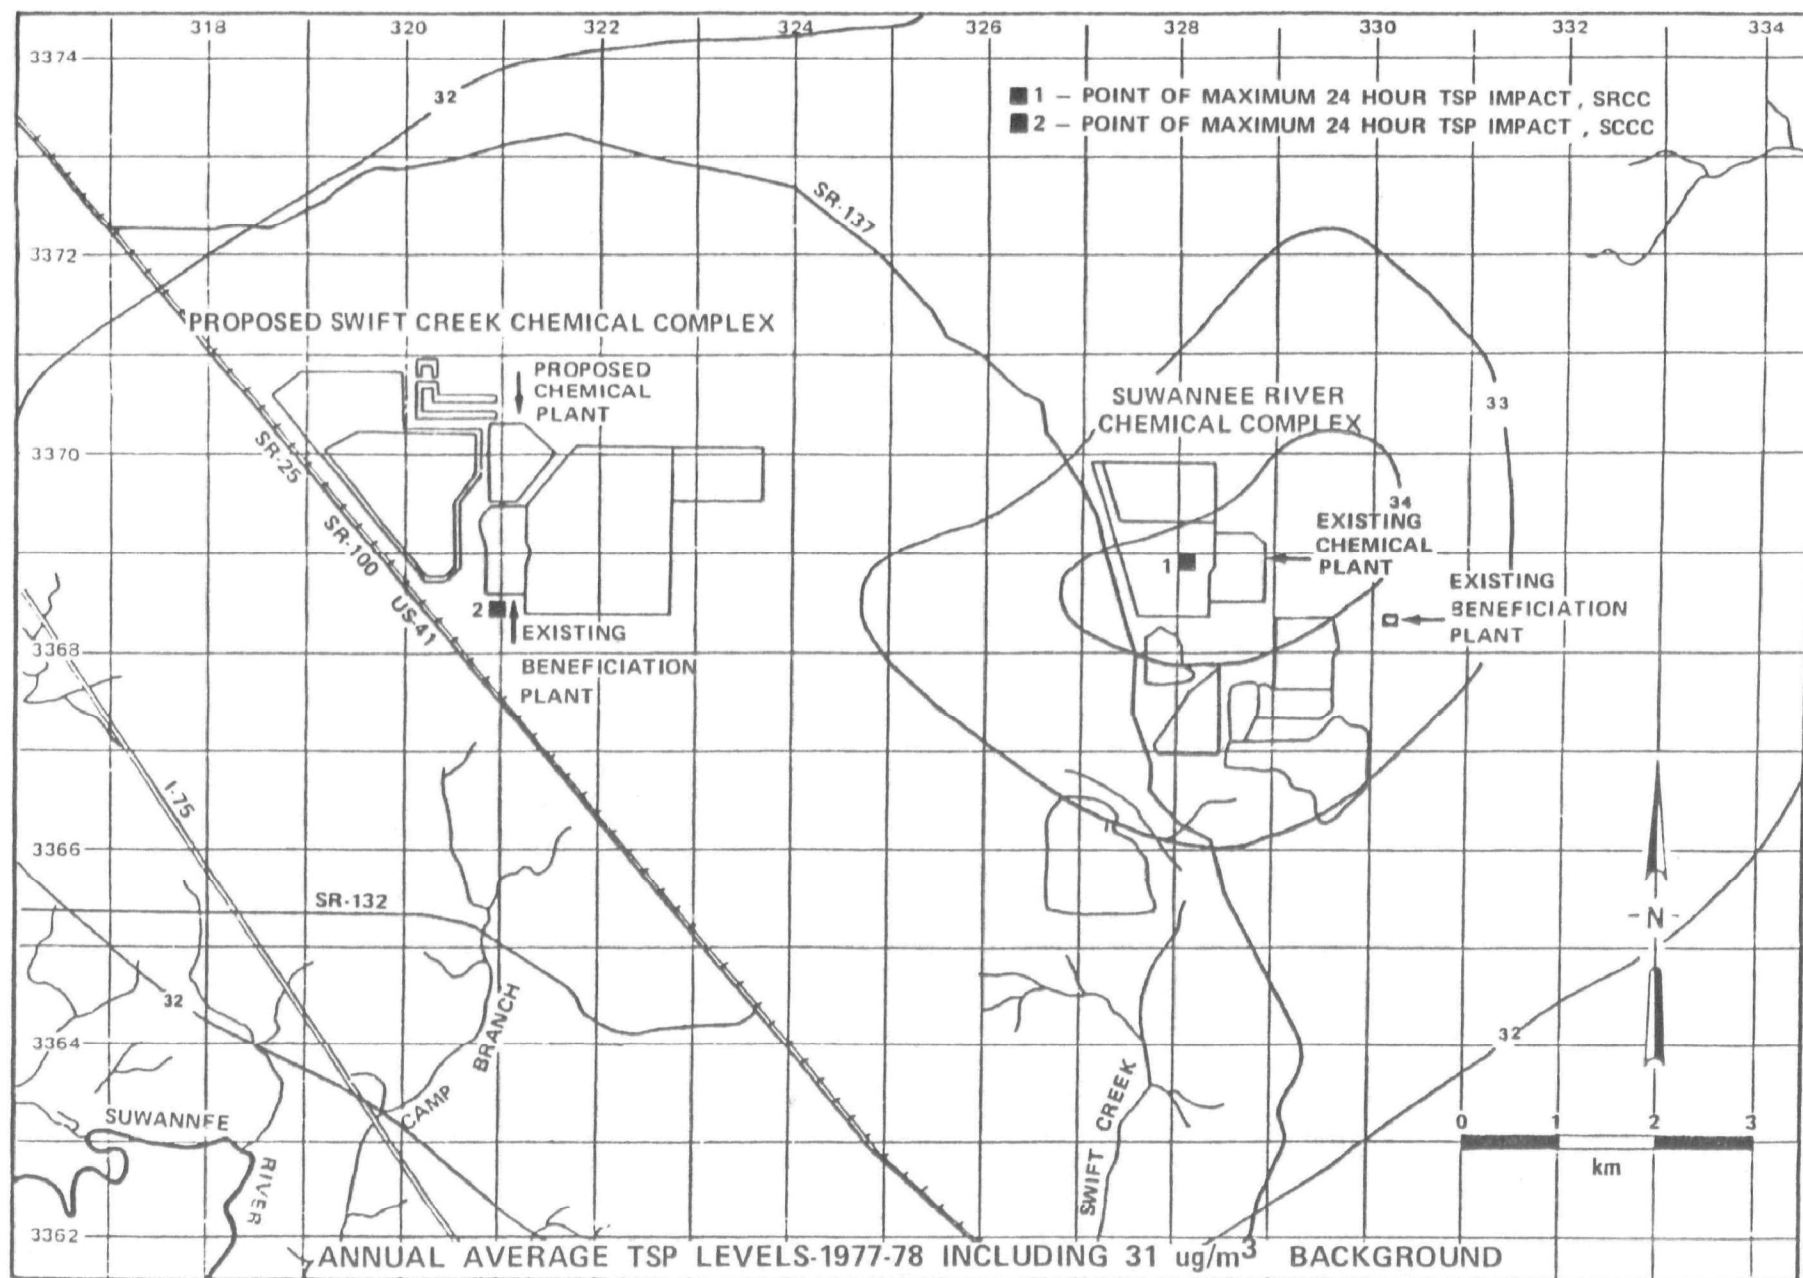 318 320 322 324 326 328 330 332 334
3374
32
1 – POINT OF MAXIMUM 24 HOUR TSP IMPACT, SRCC
2 – POINT OF MAXIMUM 24 HOUR TSP IMPACT, SCCC
SR-137
3372
PROPOSED SWIFT CREEK CHEMICAL COMPLEX
PROPOSED
CHEMICAL
PLANT
SUWANNEE RIVER
CHEMICAL COMPLEX
33
3370
SR-25
34
SR-100
EXISTING
CHEMICAL
PLANT
1
EXISTING
BENEFICIATION
PLANT
2
US-41
EXISTING
BENEFICIATION
PLANT
3368
I-75
3366
SR-132
N
32
BRANCH
CAMP
3364
32
SWIFT CREEK
SUWANNEE
RIVER
0 1 2 3
km
3362
ANNUAL AVERAGE TSP LEVELS-1977-78 INCLUDING 31 ug/m³ BACKGROUND